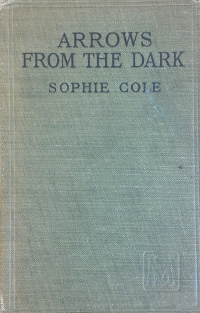 ARROWS
FROM THE DARK
SOPHIE COLE